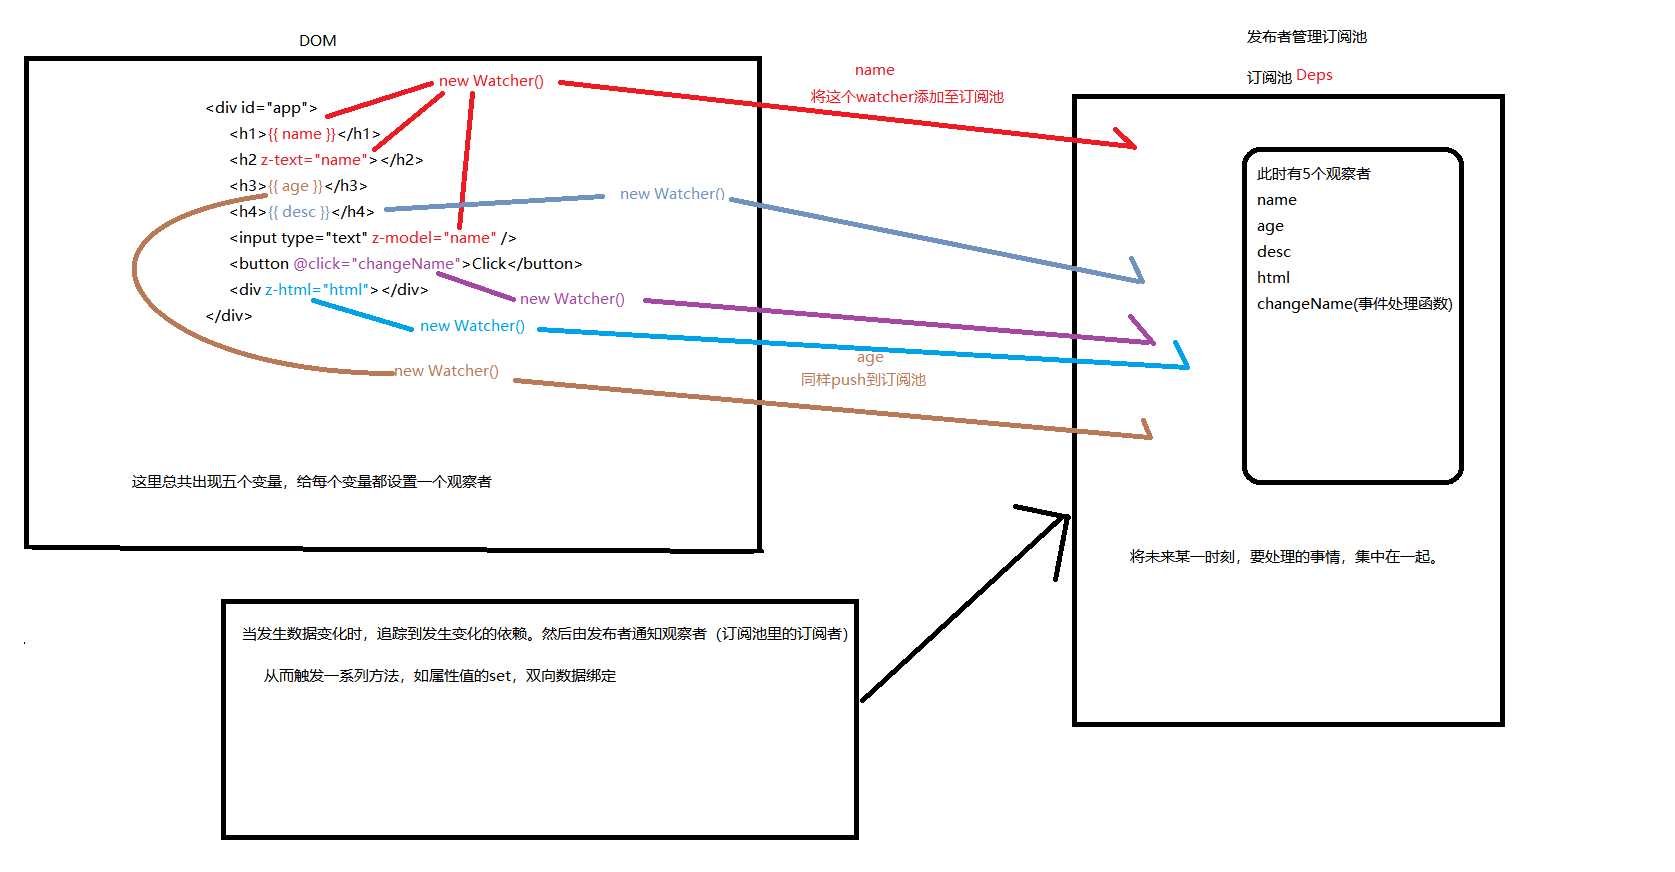 DOM
new Watcher()
<div id="app">
<h1>{{ name }}</h1>
<h2 z-text="name"></h2>
<h3>{{ age }}</h3>
<h4>{{ desc }}</h4>
new Watcher()
<input type="text" z-model="name" />
<button @click="changeName">Click</button>
<div z-html="html"></div>
new Watcher()
</div>
new Watcher()
new Watcher()
这里总共出现五个变量，给每个变量都设置一个观察者
name
将这个watcher添加至订阅池
age
同样push到订阅池
发布者管理订阅池
订阅池 Deps
此时有5个观察者
name
age
desc
html
changeName(事件处理函数)
将未来某一时刻，要处理的事情，集中在一起。
当发生数据变化时，追踪到发生变化的依赖。然后由发布者通知观察者（订阅池里的订阅者）
从而触发一系列方法，如属性值的set，双向数据绑定